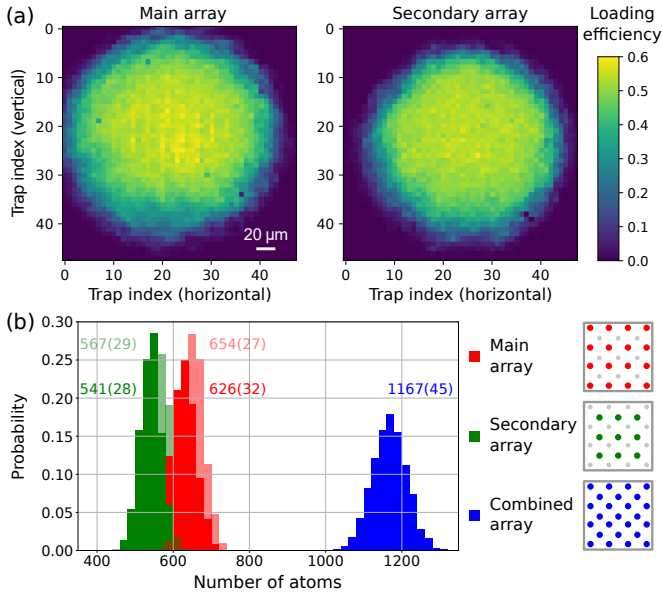 (a)
Main array
Secondary array
Loading
efficiency
Trap index (vertical)
0
10
20
30
40
20 µm
0 10 20 30 40
Trap index (horizontal)
0 10 20 30 40
Trap index (horizontal)
0.6
0.5
0.4
0.3
0.2
0.1
0.0
(b)
Probability
0.30
0.25
0.20
0.15
0.10
0.05
0.00
567(29)
654(27)
541(28)
626(32)
1167(45)
400 600 800 1000 1200
Number of atoms
Main
array
Secondary
array
Combined
array